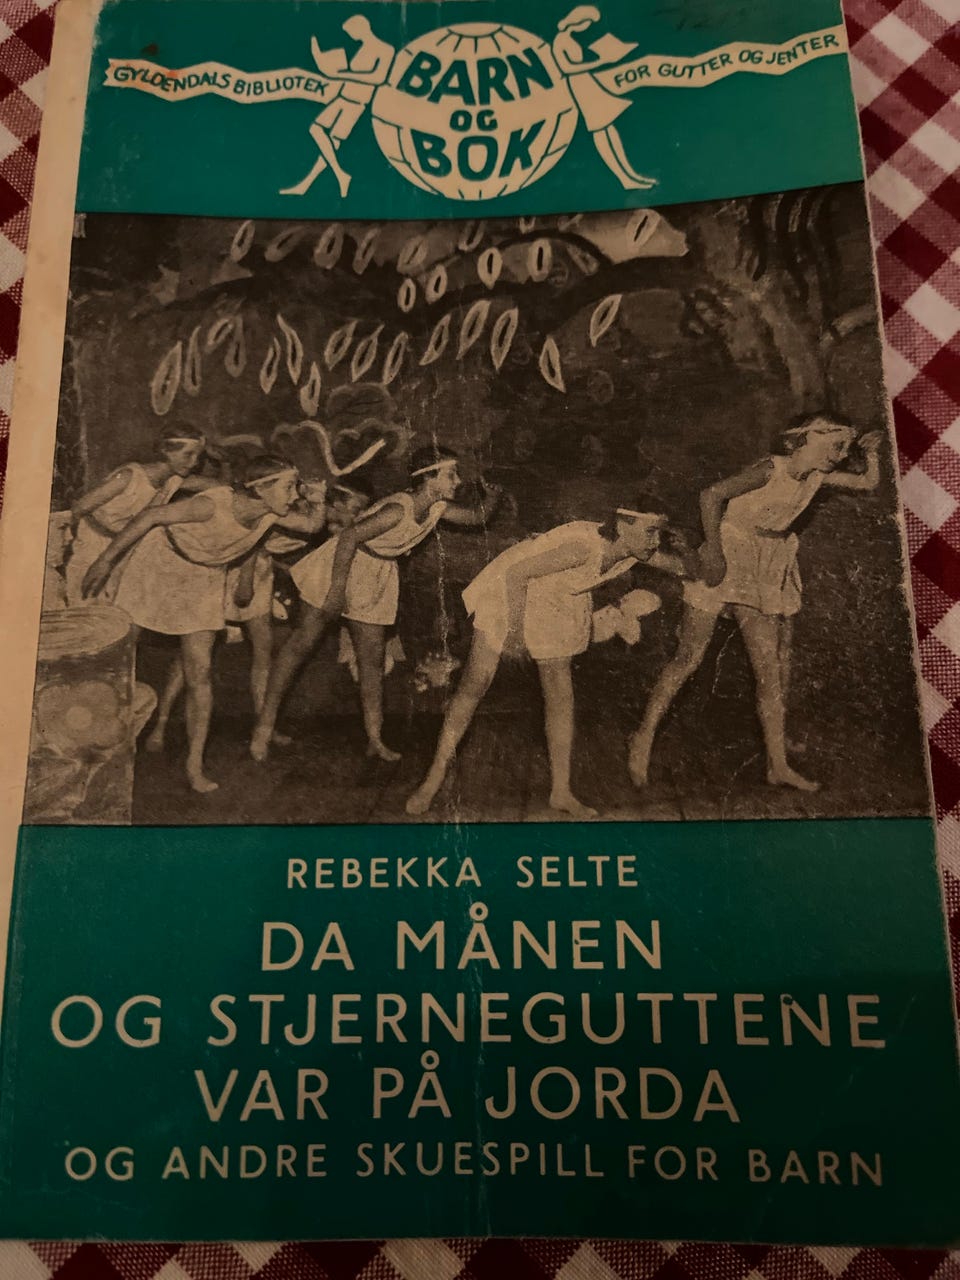 GYLDENDALS BIBLIOTEK
BARN
OG
BOK
FOR GUTTER OG JENTER
REBEKKA SELTE
DA MÅNEN
OG STJERNEGUTTENE
VAR PÅ JORDA
OG ANDRE SKUESPILL FOR BARN